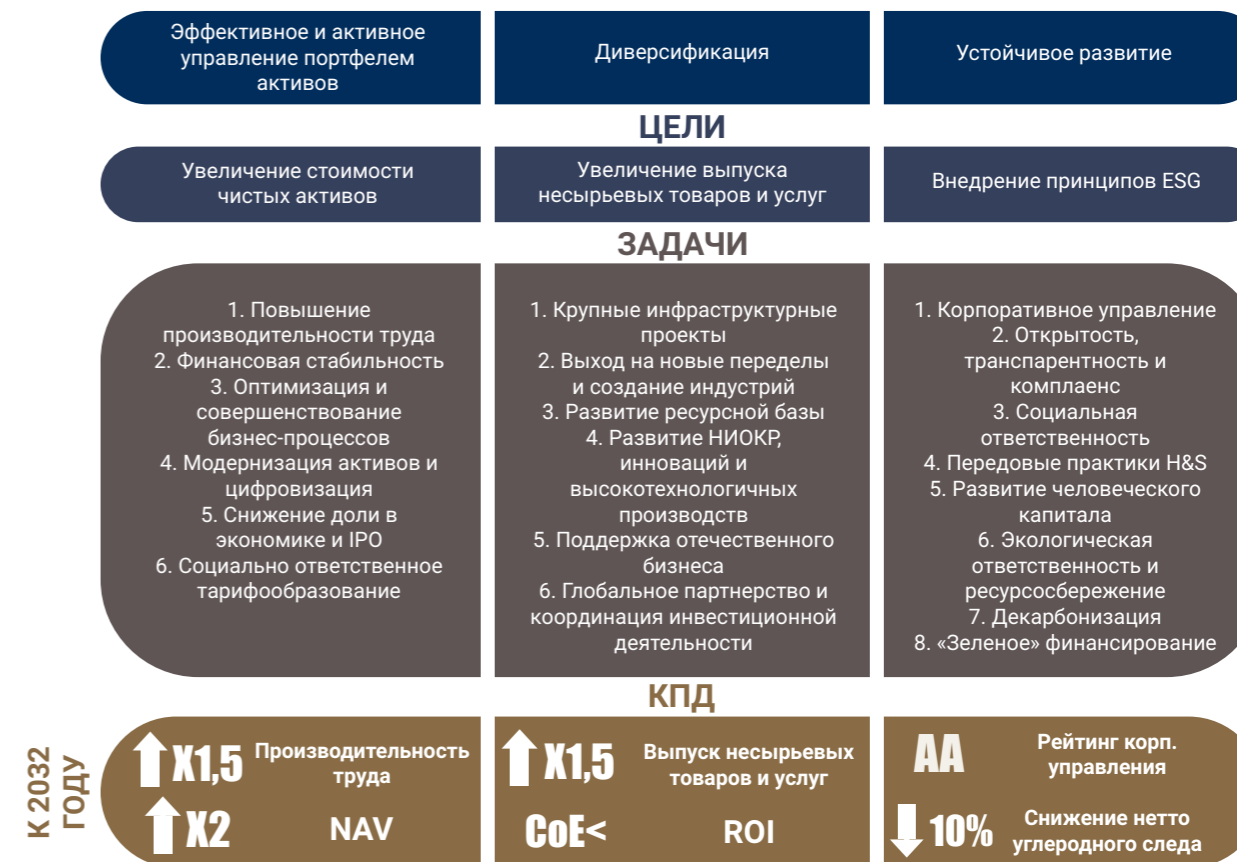 Эффективное и активное
управление портфелем
активов
Диверсификация
Устойчивое развитие
ЦЕЛИ
Увеличение стоимости
чистых активов
Увеличение выпуска
несырьевых товаров и услуг
Внедрение принципов ESG
ЗАДАЧИ
1. Повышение
производительности труда
2. Финансовая стабильность
3. Оптимизация и
совершенствование
бизнес-процессов
4. Модернизация активов и
цифровизация
5. Снижение доли в
экономике и IPO
6. Социально ответственное
тарифообразование
1. Крупные инфраструктурные
проекты
2. Выход на новые переделы
и создание индустрий
3. Развитие ресурсной базы
4. Развитие НИОКР,
инноваций и
высокотехнологичных
производств
5. Поддержка отечественного
бизнеса
6. Глобальное партнерство и
координация инвестиционной
деятельности
1. Корпоративное управление
2. Открытость,
транспарентность и
комплаенс
3. Социальная
ответственность
4. Передовые практики H&S
5. Развитие человеческого
капитала
6. Экологическая
ответственность и
ресурсосбережение
7. Декарбонизация
8. «Зеленое» финансирование
КПД
К 2032
ГОДУ
X1,5
Производительность
труда
X2
NAV
X1,5
Выпуск несырьевых
товаров и услуг
CoE<
ROI
AA
Рейтинг корп.
управления
10%
Снижение нетто
углеродного следа